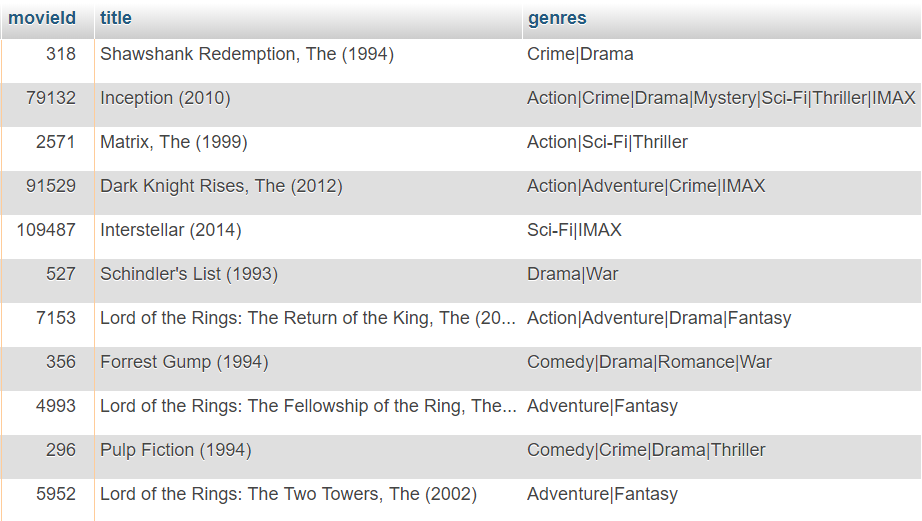 movieId title genres
318 Shawshank Redemption, The (1994) Crime|Drama
79132 Inception (2010) Action|Crime|Drama|Mystery|Sci-Fi|Thriller|IMAX
2571 Matrix, The (1999) Action|Sci-Fi|Thriller
91529 Dark Knight Rises, The (2012) Action|Adventure|Crime|IMAX
109487 Interstellar (2014) Sci-Fi|IMAX
527 Schindler's List (1993) Drama|War
7153 Lord of the Rings: The Return of the King, The (20... Action|Adventure|Drama|Fantasy
356 Forrest Gump (1994) Comedy|Drama|Romance|War
4993 Lord of the Rings: The Fellowship of the Ring, The... Adventure|Fantasy
296 Pulp Fiction (1994) Comedy|Crime|Drama|Thriller
5952 Lord of the Rings: The Two Towers, The (2002) Adventure|Fantasy